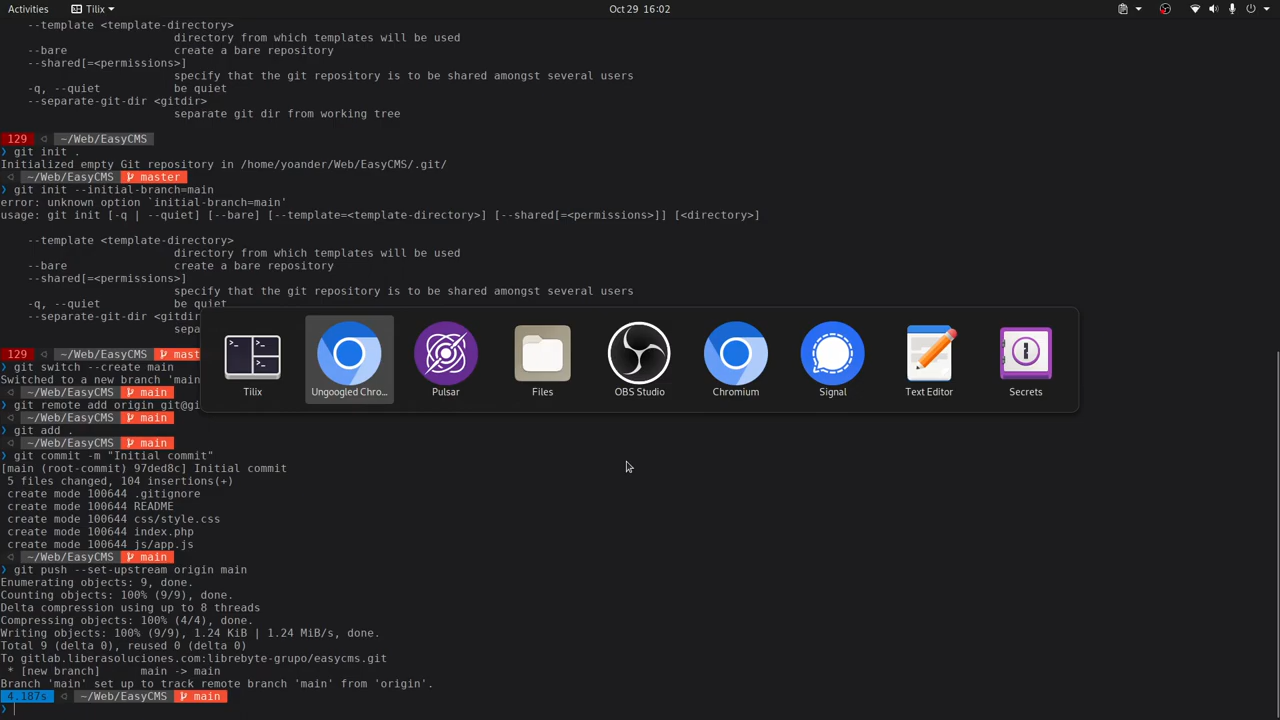 Activities
Tilix
Oct 29 16:02
--template <template-directory>
directory from which templates will be used
--bare create a bare repository
--shared[=<permissions>]
specify that the git repository is to be shared amongst several users
-q, --quiet be quiet
--separate-git-dir <gitdir>
separate git dir from working tree
129 ~/Web/EasyCMS
❯ git init .
Initialized empty Git repository in /home/yoander/Web/EasyCMS/.git/
~/Web/EasyCMS master
❯ git init --initial-branch=main
error: unknown option `initial-branch=main'
usage: git init [-q | --quiet] [--bare] [--template=<template-directory>] [--shared[=<permissions>]] [<directory>]
--template <template-directory>
directory from which templates will be used
--bare create a bare repository
--shared[=<permissions>]
specify that the git repository is to be shared amongst several users
-q, --quiet be quiet
--separate-git-dir <gitdir
sepa
129 ~/Web/EasyCMS mast
❯ git switch --create main
Switched to a new branch 'main
~/Web/EasyCMS main
❯ git remote add origin git@gi
~/Web/EasyCMS main
❯ git add .
~/Web/EasyCMS main
❯ git commit -m "Initial commit"
[main (root-commit) 97ded8c] Initial commit
5 files changed, 104 insertions(+)
create mode 100644 .gitignore
create mode 100644 README
create mode 100644 css/style.css
create mode 100644 index.php
create mode 100644 js/app.js
~/Web/EasyCMS main
❯ git push --set-upstream origin main
Enumerating objects: 9, done.
Counting objects: 100% (9/9), done.
Delta compression using up to 8 threads
Compressing objects: 100% (4/4), done.
Writing objects: 100% (9/9), 1.24 KiB | 1.24 MiB/s, done.
Total 9 (delta 0), reused 0 (delta 0)
To gitlab.liberasoluciones.com:librebyte-grupo/easycms.git
* [new branch] main -> main
Branch 'main' set up to track remote branch 'main' from 'origin'.
4.187s ~/Web/EasyCMS main
❯
Tilix
Ungoogled Chro...
Pulsar
Files
OBS Studio
Chromium
Signal
Text Editor
Secrets